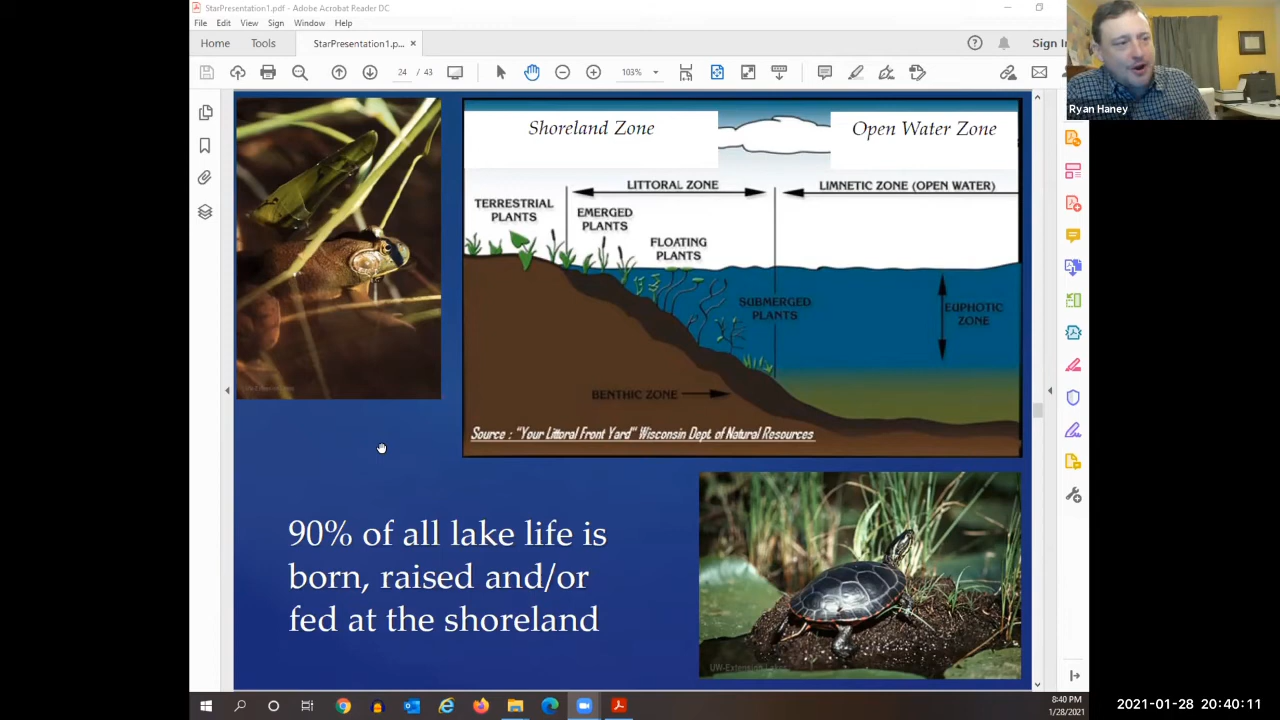 StarPresentation1.pdf - Adobe Acrobat Reader DC
File Edit View Sign Window Help
Home Tools StarPresentation1.p... × Sign In
24 / 43 103%
Ryan Haney
Shoreland Zone
Open Water Zone
LITTORAL ZONE
LIMNETIC ZONE (OPEN WATER)
TERRESTRIAL
PLANTS
EMERGED
PLANTS
FLOATING
PLANTS
SUBMERGED
PLANTS
EUPHOTIC
ZONE
BENTHIC ZONE
Source : "Your Littoral Front Yard" Wisconsin Dept. of Natural Resources
90% of all lake life is
born, raised and/or
fed at the shoreland
UW-Extension Lakes
8:40 PM
1/28/2021
2021-01-28 20:40:11